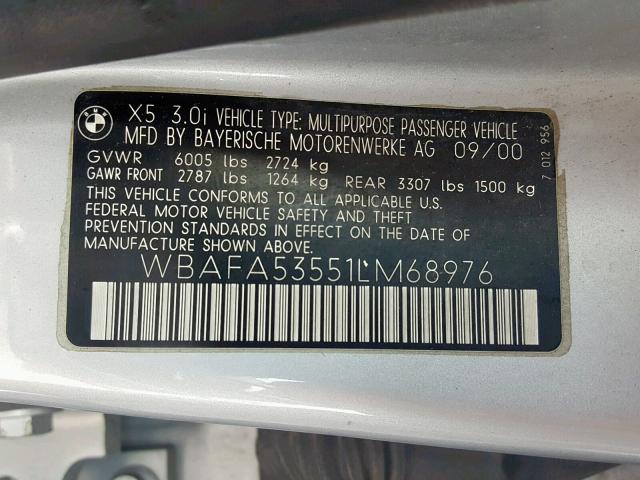 BMW
X5 3.0i VEHICLE TYPE: MULTIPURPOSE PASSENGER VEHICLE
MFD BY BAYERISCHE MOTORENWERKE AG 09/00
GVWR 6005 lbs 2724 kg
GAWR FRONT 2787 lbs 1264 kg REAR 3307 lbs 1500 kg
THIS VEHICLE CONFORMS TO ALL APPLICABLE U.S.
FEDERAL MOTOR VEHICLE SAFETY AND THEFT
PREVENTION STANDARDS IN EFFECT ON THE DATE OF
MANUFACTURE SHOWN ABOVE.
WBAFA53551LM68976
7 012 956